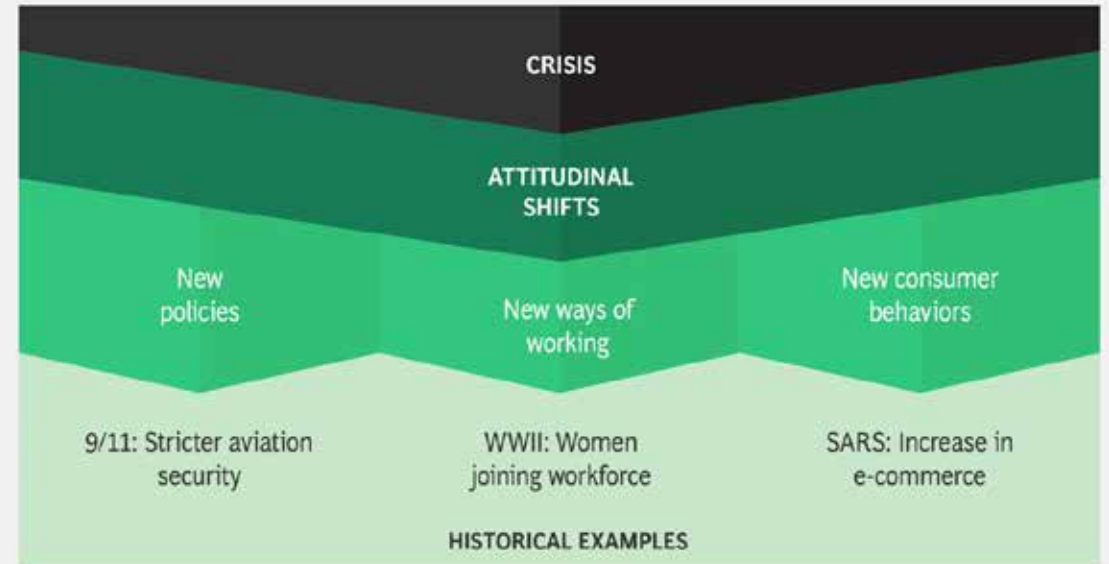 CRISIS
ATTITUDINAL
SHIFTS
New
policies
New ways of
working
New consumer
behaviors
9/11: Stricter aviation
security
WWII: Women
joining workforce
SARS: Increase in
e-commerce
HISTORICAL EXAMPLES